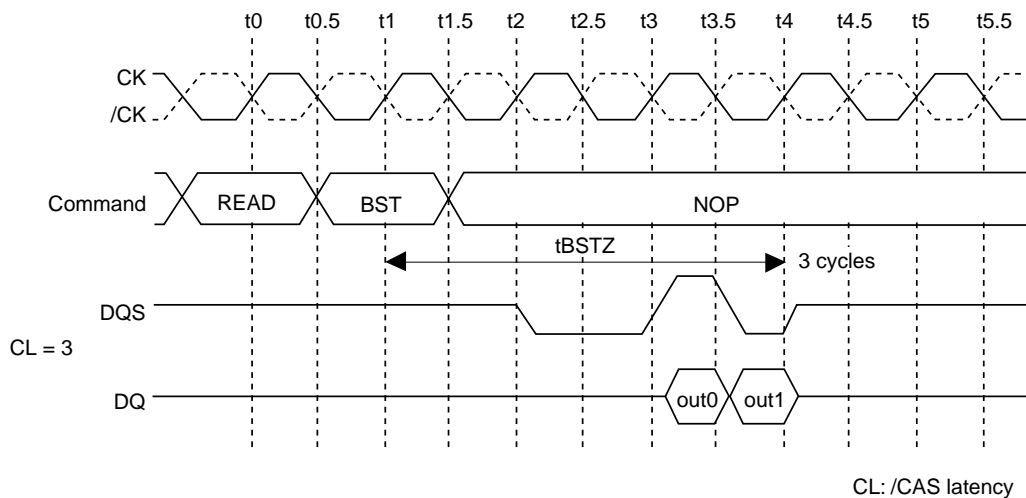 t0 t0.5 t1 t1.5 t2 t2.5 t3 t3.5 t4 t4.5 t5 t5.5
CK
/CK
Command READ BST NOP
tBSTZ
3 cycles
DQS
CL = 3
DQ out0 out1
CL: /CAS latency